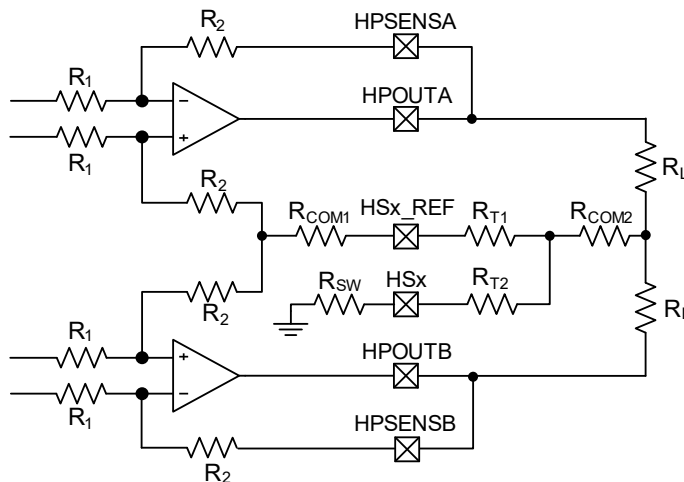 R2
HPSENSA
R1
HPOUTA
R1
RL
R2
RCOM1
HSx_REF
RT1
RCOM2
RSW
HSx
RT2
R2
R1
HPOUTB
R1
HPSENSB
R2